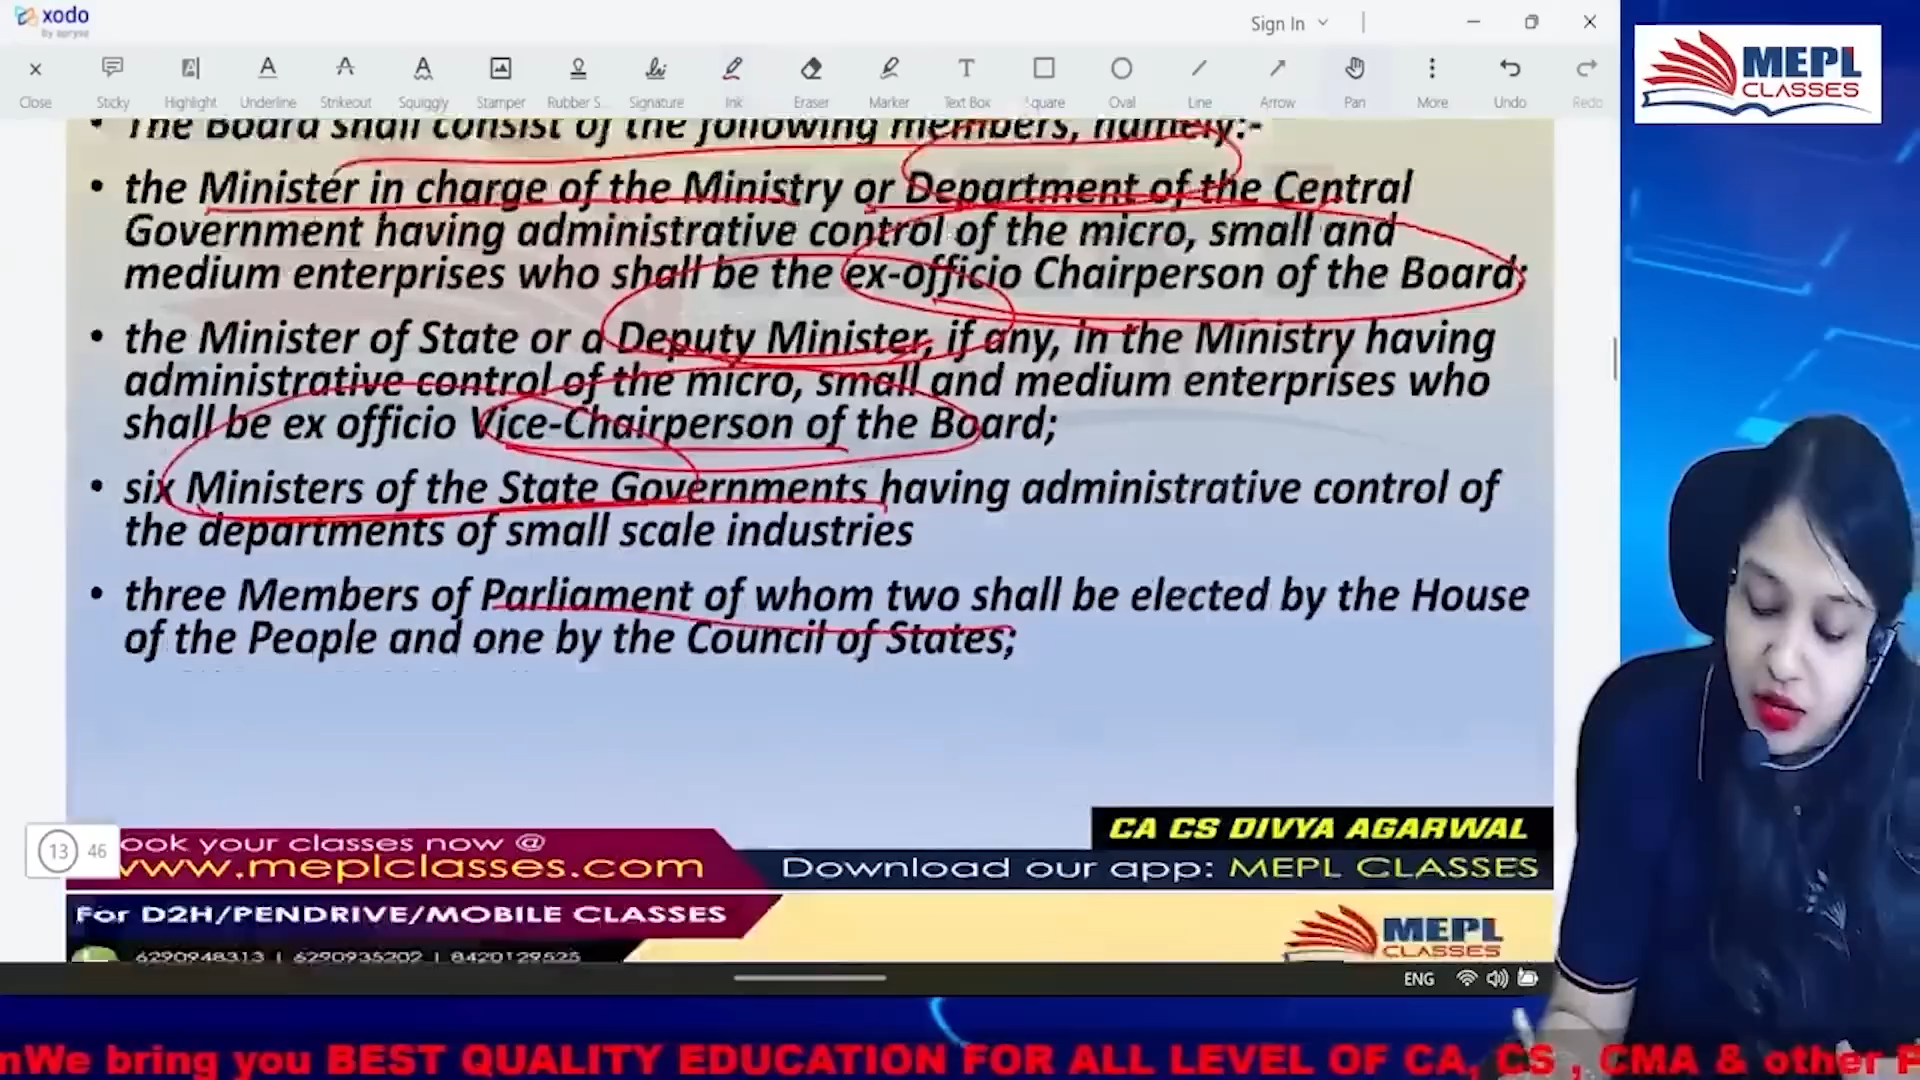 xodo
by apryse
Sign In
Close
Sticky
Highlight
Underline
Strikeout
Squiggly
Stamper
Rubber S...
Signature
Ink
Eraser
Marker
Text Box
Square
Oval
Line
Arrow
Pan
More
Undo
Redo
MEPL
CLASSES
• The Board shall consist of the following members, namely:-
• the Minister in charge of the Ministry or Department of the Central
Government having administrative control of the micro, small and
medium enterprises who shall be the ex-officio Chairperson of the Board;
• the Minister of State or a Deputy Minister, if any, in the Ministry having
administrative control of the micro, small and medium enterprises who
shall be ex officio Vice-Chairperson of the Board;
• six Ministers of the State Governments having administrative control of
the departments of small scale industries
• three Members of Parliament of whom two shall be elected by the House
of the People and one by the Council of States;
CA CS DIVYA AGARWAL
13 46
ook your classes now @
www.meplclasses.com
Download our app: MEPL CLASSES
For D2H/PENDRIVE/MOBILE CLASSES
6290948313 | 6290935202 | 8420129525
MEPL
CLASSES
ENG
mWe bring you BEST QUALITY EDUCATION FOR ALL LEVEL OF CA, CS , CMA & other P